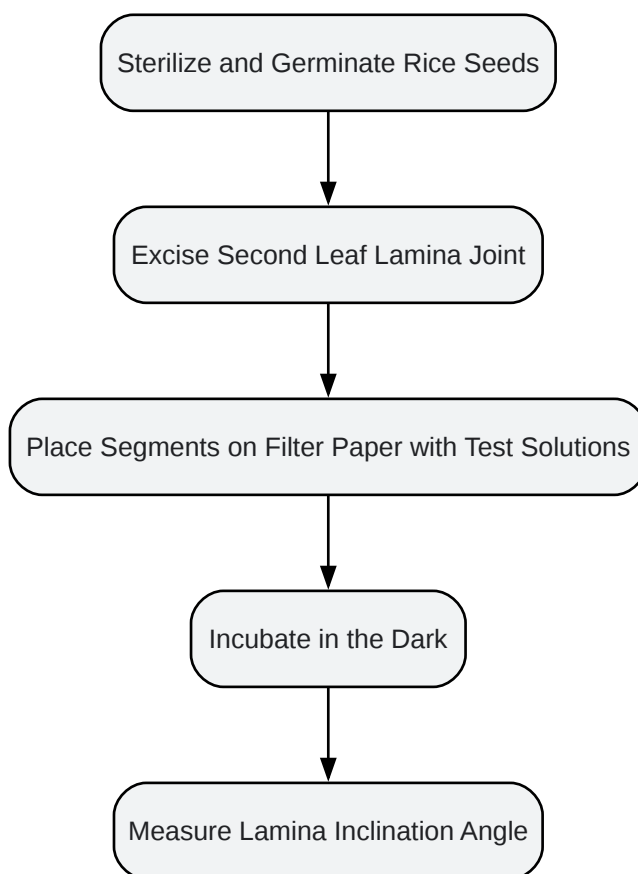 Sterilize and Germinate Rice Seeds
Excise Second Leaf Lamina Joint
Place Segments on Filter Paper with Test Solutions
Incubate in the Dark
Measure Lamina Inclination Angle